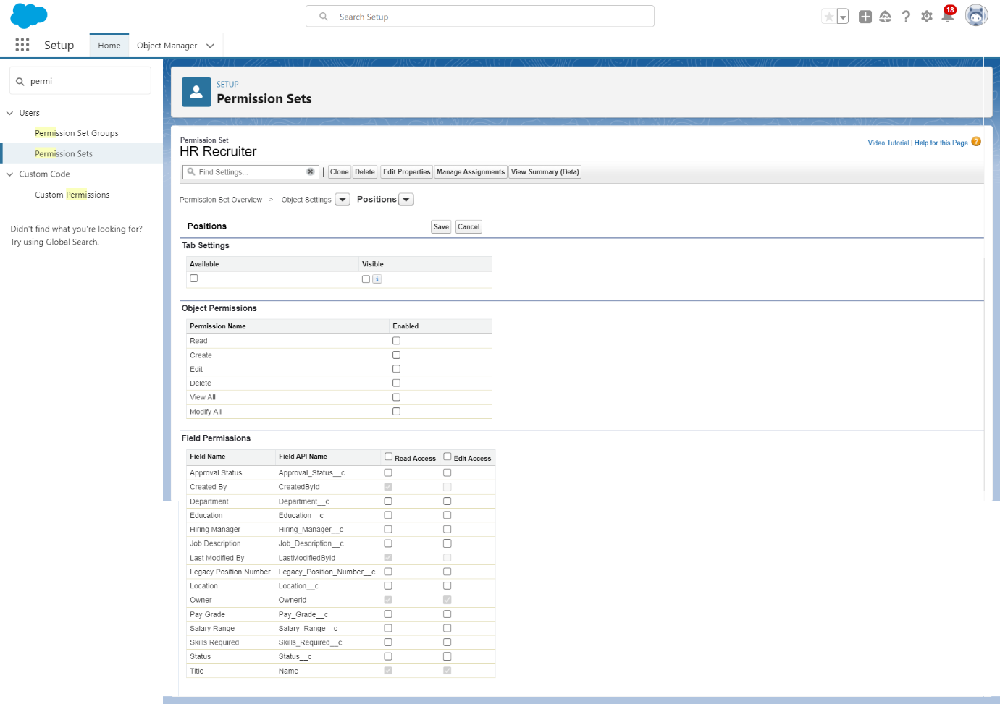 Search Setup
18
Setup
Home
Object Manager
permi
Users
Permission Set Groups
Permission Sets
Custom Code
Custom Permissions
Didn't find what you're looking for?
Try using Global Search.
SETUP
Permission Sets
Permission Set
HR Recruiter
Video Tutorial | Help for this Page ?
Find Settings... | Clone Delete Edit Properties Manage Assignments View Summary (Beta)
Permission Set Overview > Object Settings Positions
Positions Save Cancel
Tab Settings
Available Visible
i
Object Permissions
Permission Name Enabled
Read
Create
Edit
Delete
View All
Modify All
Field Permissions
Field Name Field API Name Read Access Edit Access
Approval Status Approval_Status__c
Created By CreatedById
Department Department__c
Education Education__c
Hiring Manager Hiring_Manager__c
Job Description Job_Description__c
Last Modified By LastModifiedById
Legacy Position Number Legacy_Position_Number__c
Location Location__c
Owner OwnerId
Pay Grade Pay_Grade__c
Salary Range Salary_Range__c
Skills Required Skills_Required__c
Status Status__c
Title Name